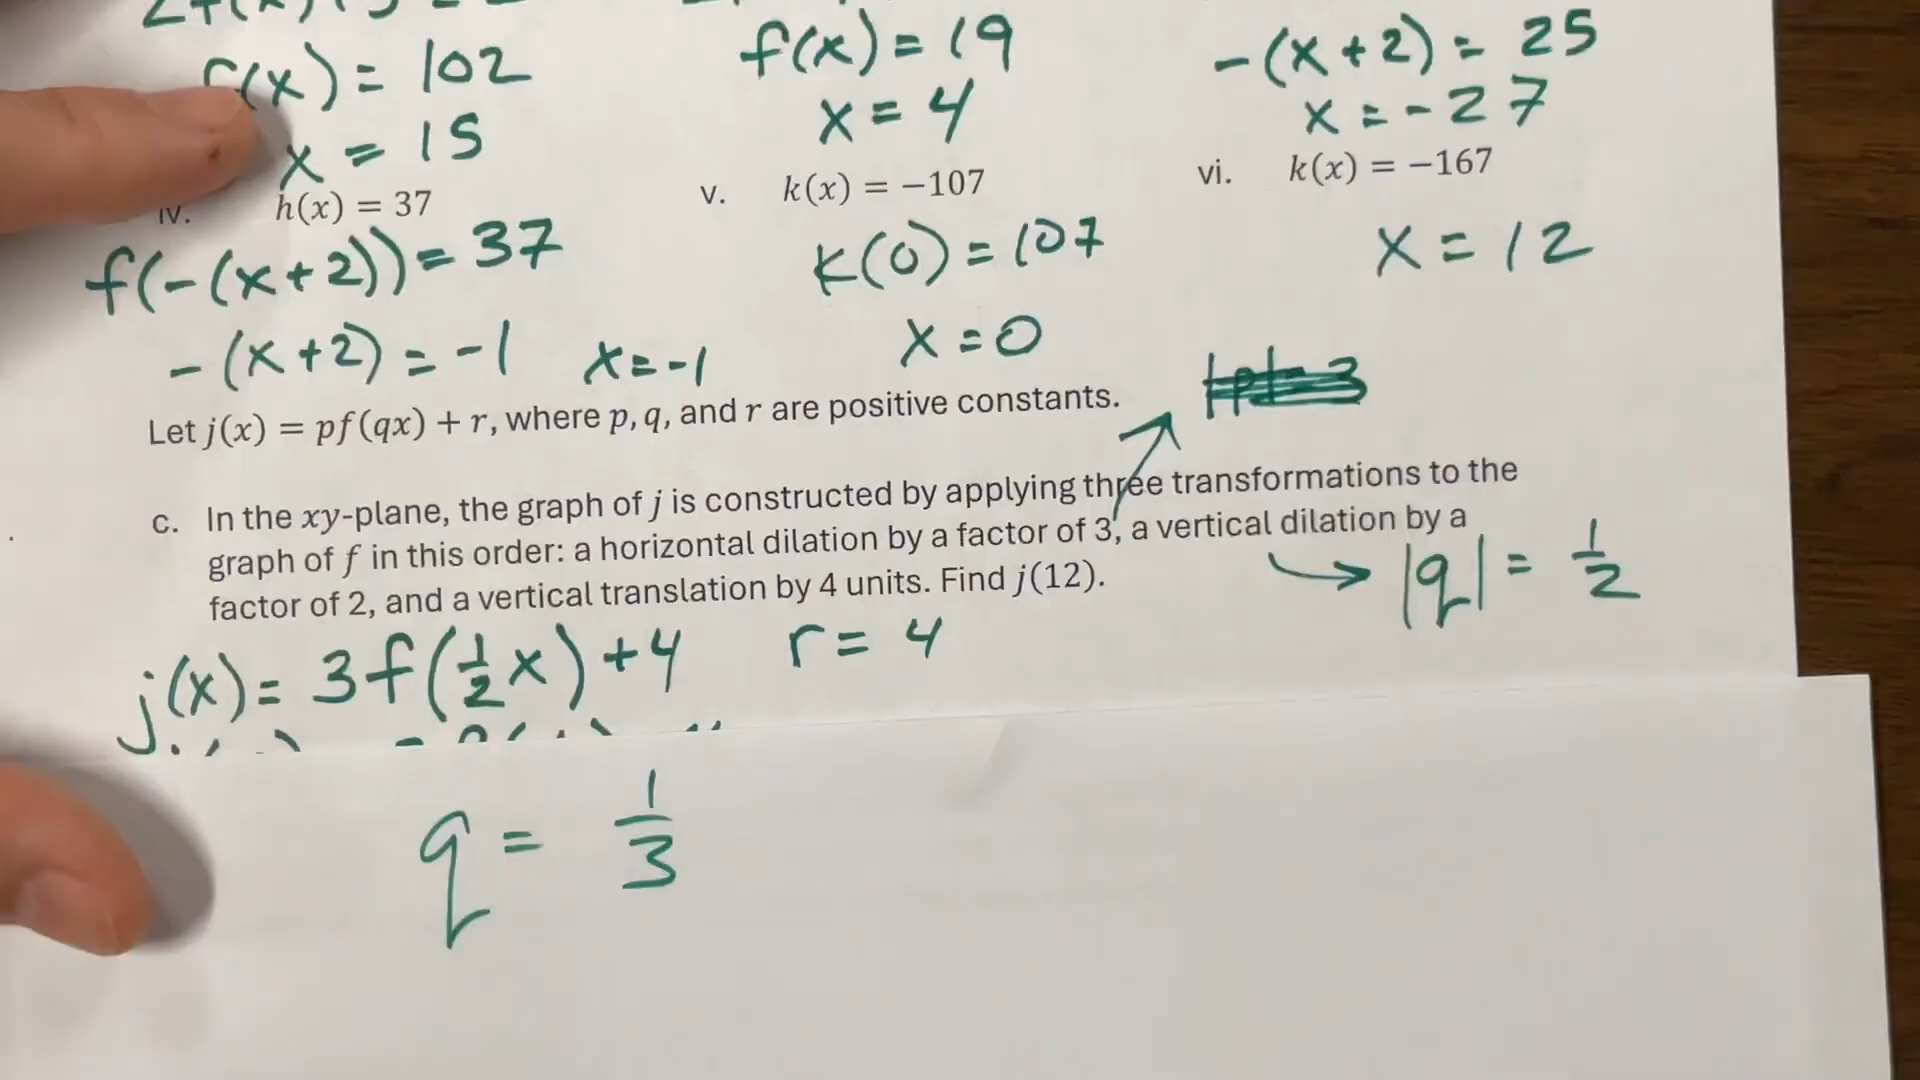 f(x) = 102
x = 15
f(x) = 19
x = 4
-(x+2) = 25
x = -27
iv. h(x) = 37
f(-(x+2)) = 37
-(x+2) = -1 x = -1
v. k(x) = −107
k(0) = 107
x = 0
vi. k(x) = −167
x = 12
Let j(x) = pf(qx) + r, where p, q, and r are positive constants.
c. In the xy-plane, the graph of j is constructed by applying three transformations to the
graph of f in this order: a horizontal dilation by a factor of 3, a vertical dilation by a
factor of 2, and a vertical translation by 4 units. Find j(12).
|q| = 1/2
j(x) = 3f(1/2 x) + 4 r = 4
q = 1/3